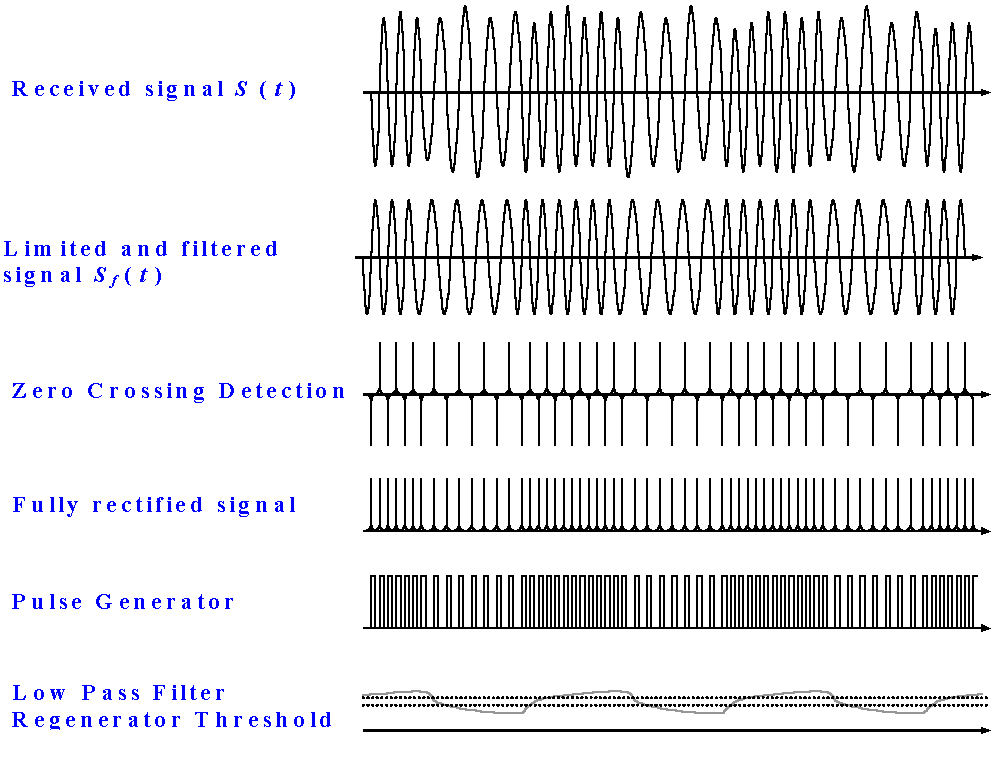 Received signal S (t)
Limited and filtered
signal Sf(t)
Zero Crossing Detection
Fully rectified signal
Pulse Generator
Low Pass Filter
Regenerator Threshold